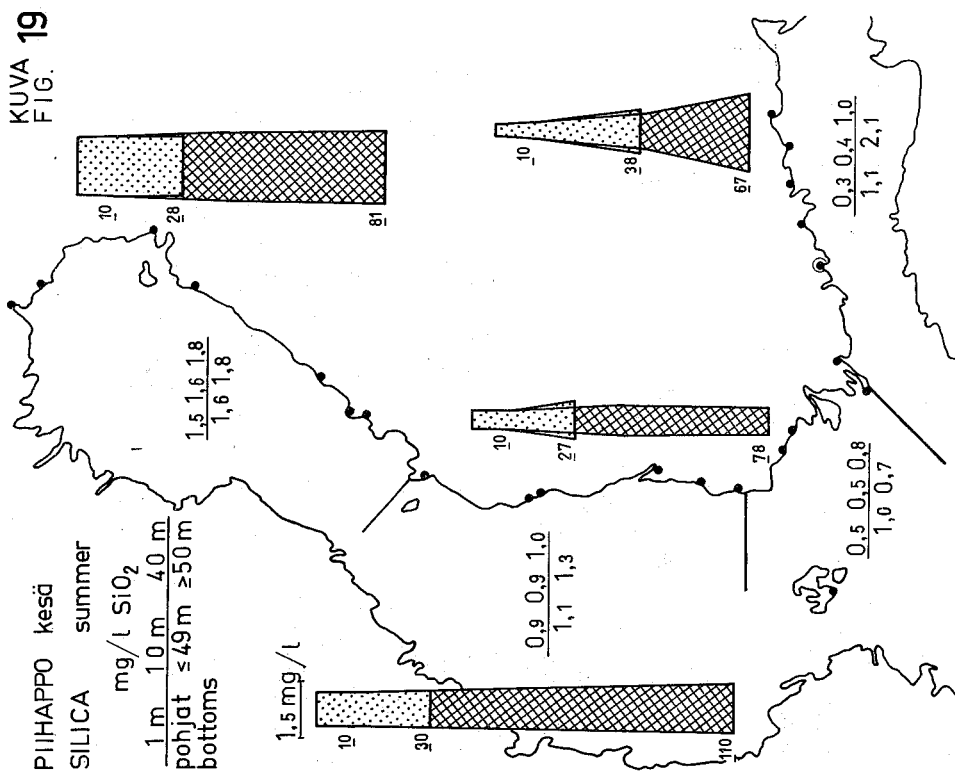 KUVA 19
FIG.
PIIHAPPO kesä
SILICA summer
mg/l SiO₂
1 m 10 m 40 m
pohjat ≤49m ≥50m
bottoms
1,5 mg/l
10
28
81
10
38
67
10
27
78
10
30
110
1,5 1,6 1,8
1,6 1,8
0,9 0,9 1,0
1,1 1,3
0,5 0,5 0,8
1,0 0,7
0,3 0,4 1,0
1,1 2,1